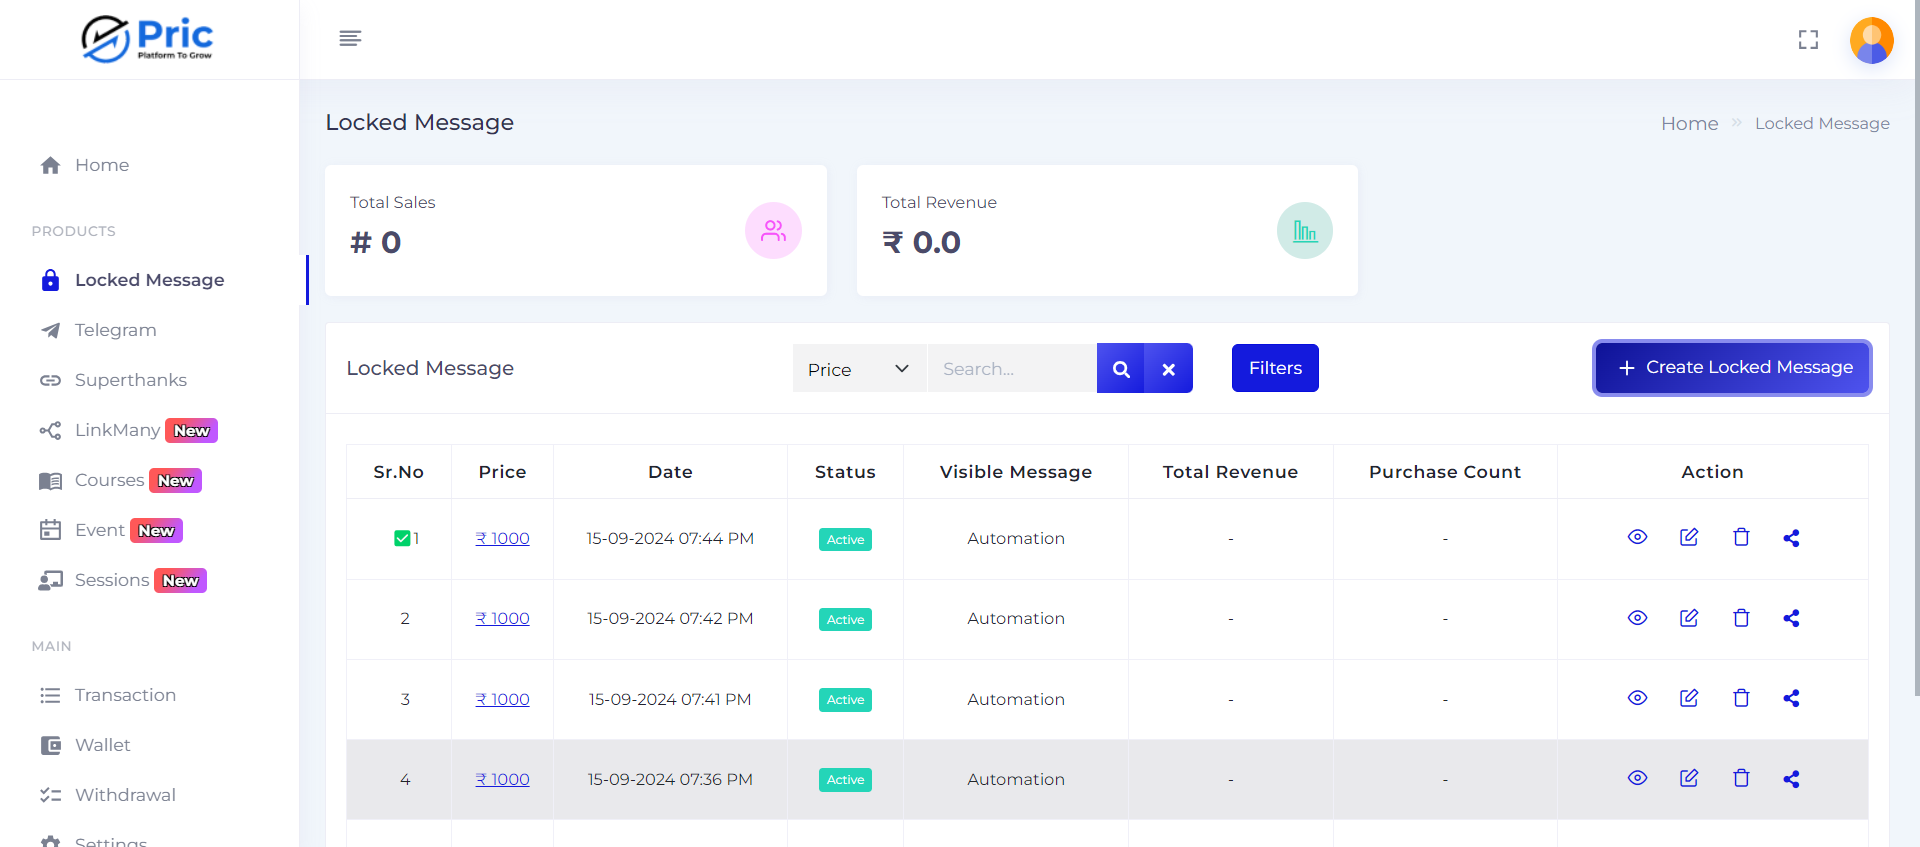 Pric
Platform To Grow
Home
PRODUCTS
Locked Message
Telegram
Superthanks
LinkMany New
Courses New
Event New
Sessions New
MAIN
Transaction
Wallet
Withdrawal
Settings
Locked Message
Home » Locked Message
Total Sales
# 0
Total Revenue
₹ 0.0
Locked Message
Price
Search...
Filters
+ Create Locked Message
Sr.No Price Date Status Visible Message Total Revenue Purchase Count Action
✅1 ₹ 1000 15-09-2024 07:44 PM Active Automation - -
2 ₹ 1000 15-09-2024 07:42 PM Active Automation - -
3 ₹ 1000 15-09-2024 07:41 PM Active Automation - -
4 ₹ 1000 15-09-2024 07:36 PM Active Automation - -